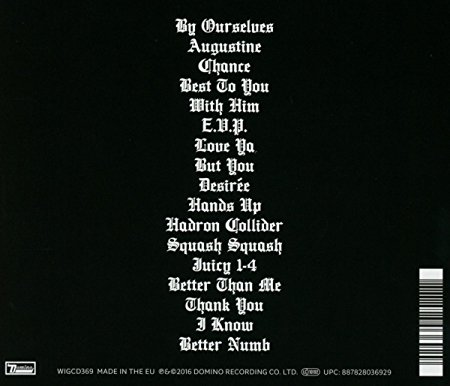 By Ourselves
Augustine
Chance
Best To You
With Him
E.V.P.
Love Ya
But You
Desirée
Hands Up
Hadron Collider
Squash Squash
Juicy 1-4
Better Than Me
Thank You
I Know
Better Numb
Domino WIGCD369 MADE IN THE EU ℗&©2016 DOMINO RECORDING CO. LTD. UPC: 887828036929